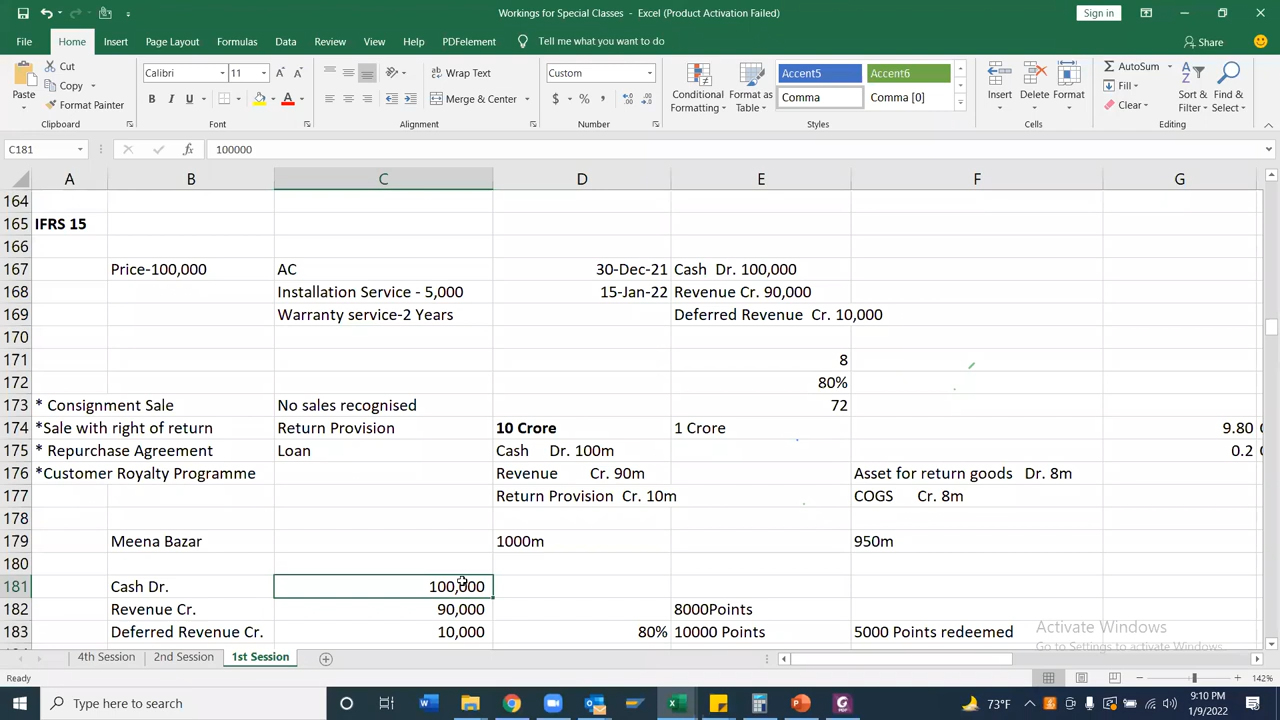 Workings for Special Classes - Excel (Product Activation Failed)
Sign in
File Home Insert Page Layout Formulas Data Review View Help PDFelement Tell me what you want to do Share
Paste
Cut
Copy
Format Painter
Calibri 11
B I U
Wrap Text
Merge & Center
Custom
$ % ,
Conditional Formatting
Format as Table
Accent5
Accent6
Comma
Comma [0]
Insert Delete Format
AutoSum
Fill
Clear
Sort & Filter
Find & Select
Clipboard Font Alignment Number Styles Cells Editing
C181 fx 100000
A B C D E F G
164
165 IFRS 15
166
167 Price-100,000 AC 30-Dec-21 Cash Dr. 100,000
168 Installation Service - 5,000 15-Jan-22 Revenue Cr. 90,000
169 Warranty service-2 Years Deferred Revenue Cr. 10,000
170
171 8
172 80%
173 * Consignment Sale No sales recognised 72
174 *Sale with right of return Return Provision 10 Crore 1 Crore 9.80
175 * Repurchase Agreement Loan Cash Dr. 100m 0.2
176 *Customer Royalty Programme Revenue Cr. 90m Asset for return goods Dr. 8m
177 Return Provision Cr. 10m COGS Cr. 8m
178
179 Meena Bazar 1000m 950m
180
181 Cash Dr. 100,000
182 Revenue Cr. 90,000 8000Points
183 Deferred Revenue Cr. 10,000 80% 10000 Points 5000 Points redeemed
Activate Windows
Go to Settings to activate Windows.
4th Session 2nd Session 1st Session
Ready 142%
Type here to search
73°F
9:10 PM
1/9/2022